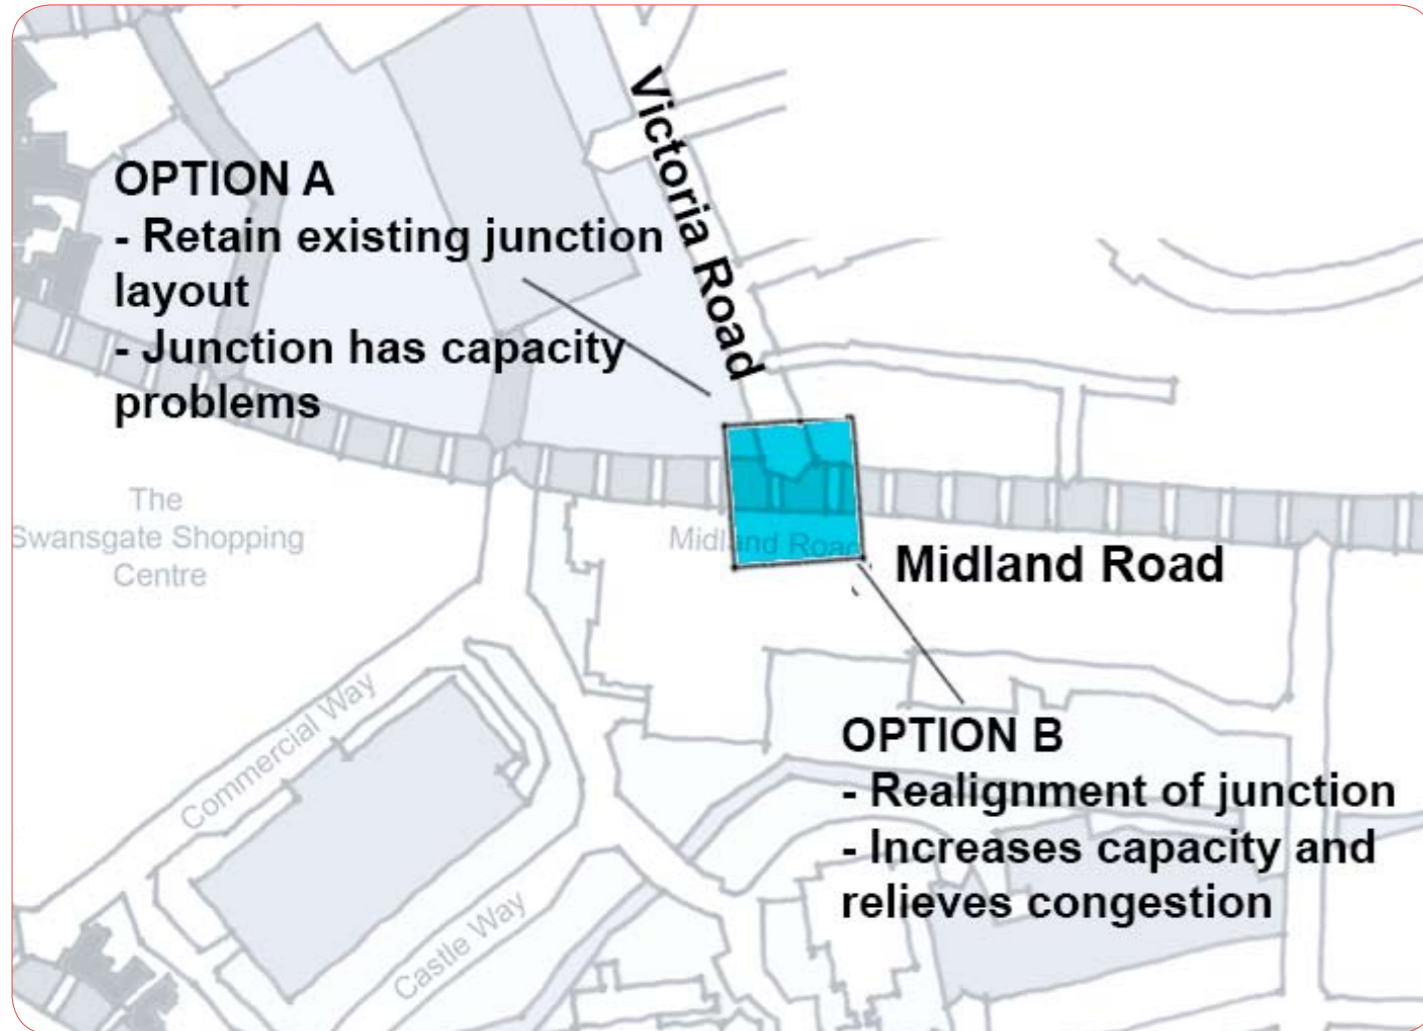 Victoria Road
OPTION A
- Retain existing junction
layout
- Junction has capacity
problems
The
Swansgate Shopping
Centre
Midland Road
Midland Road
Commercial Way
OPTION B
- Realignment of junction
- Increases capacity and
relieves congestion
Castle Way